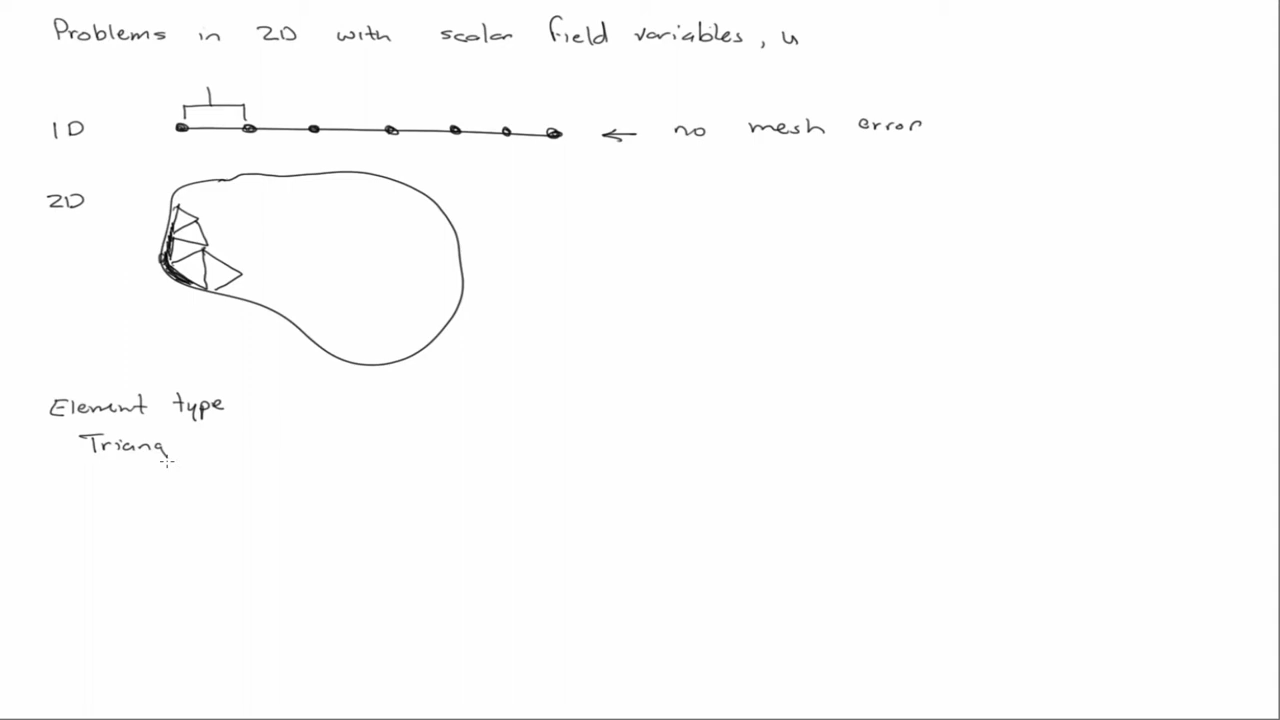 Problems in 2D with scalar field variables, u
1D
← no mesh error
2D
Element type
Triang